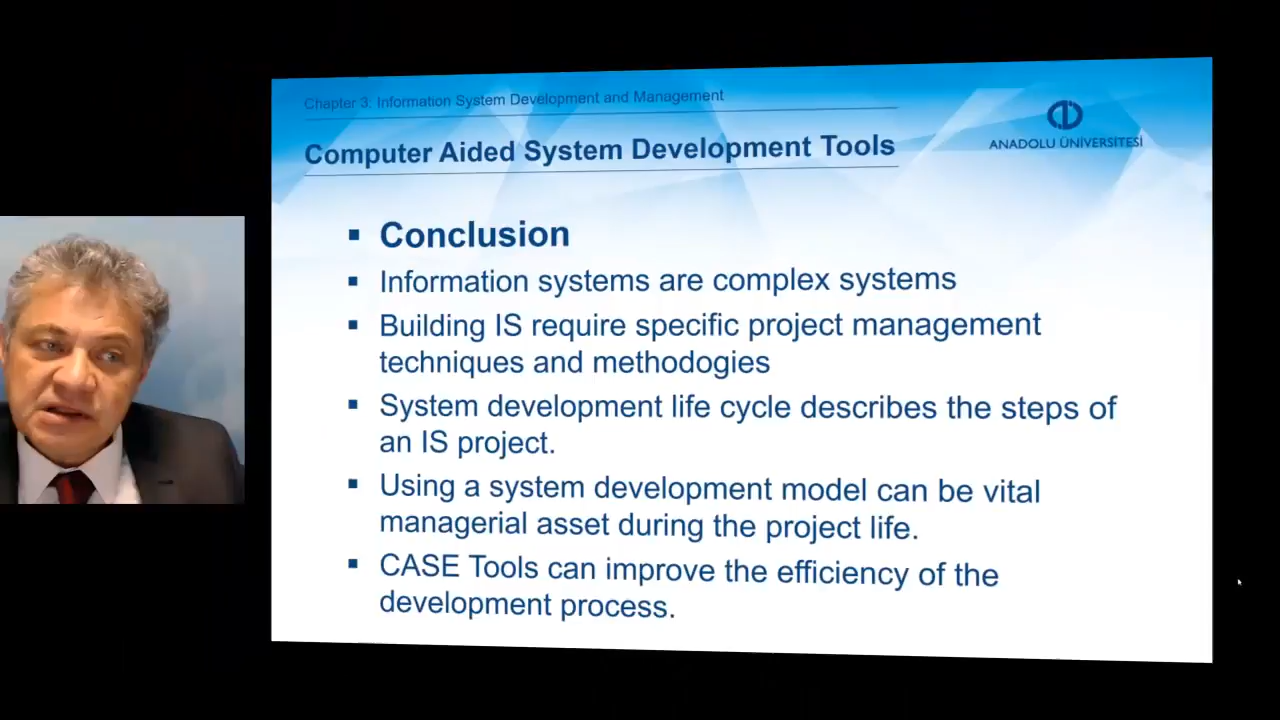 Chapter 3: Information System Development and Management
Computer Aided System Development Tools
ANADOLU ÜNİVERSİTESİ
▪ Conclusion
▪ Information systems are complex systems
▪ Building IS require specific project management
techniques and methodogies
▪ System development life cycle describes the steps of
an IS project.
▪ Using a system development model can be vital
managerial asset during the project life.
▪ CASE Tools can improve the efficiency of the
development process.